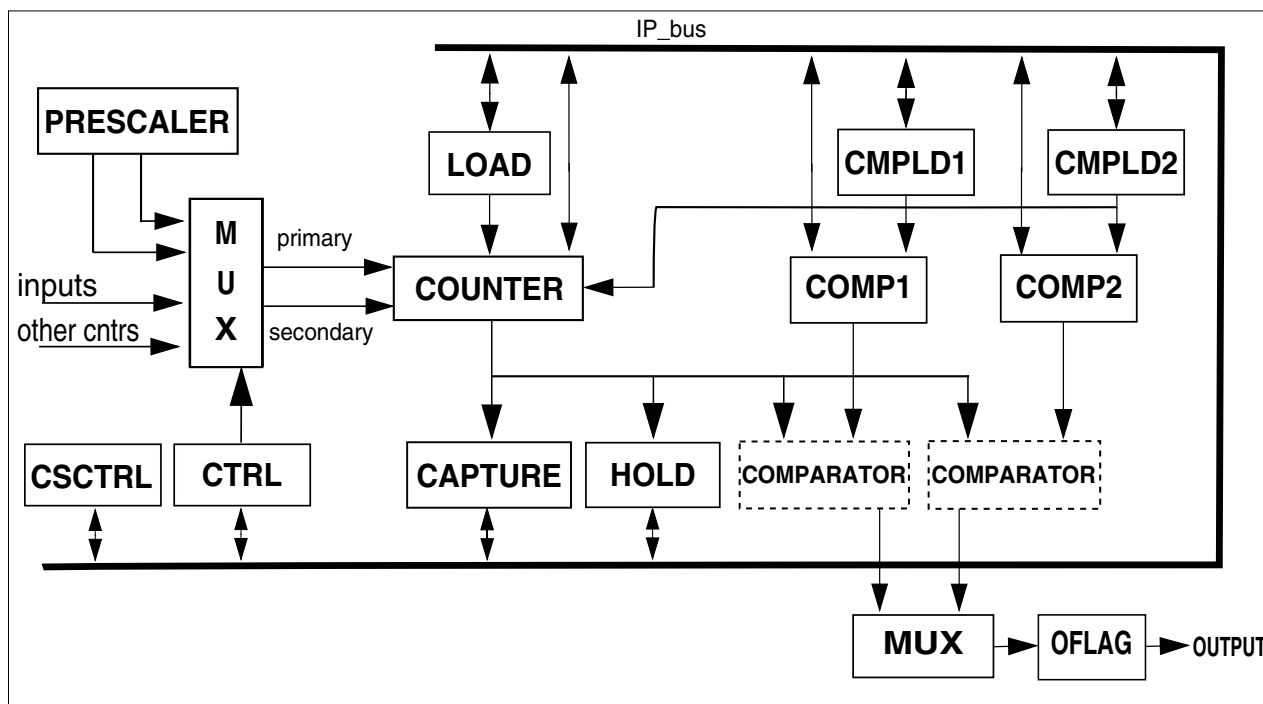 IP_bus
PRESCALER
LOAD
CMPLD1
CMPLD2
M
U
X
primary
secondary
inputs
other cntrs
COUNTER
COMP1
COMP2
CSCTRL
CTRL
CAPTURE
HOLD
COMPARATOR
COMPARATOR
MUX
OFLAG
OUTPUT